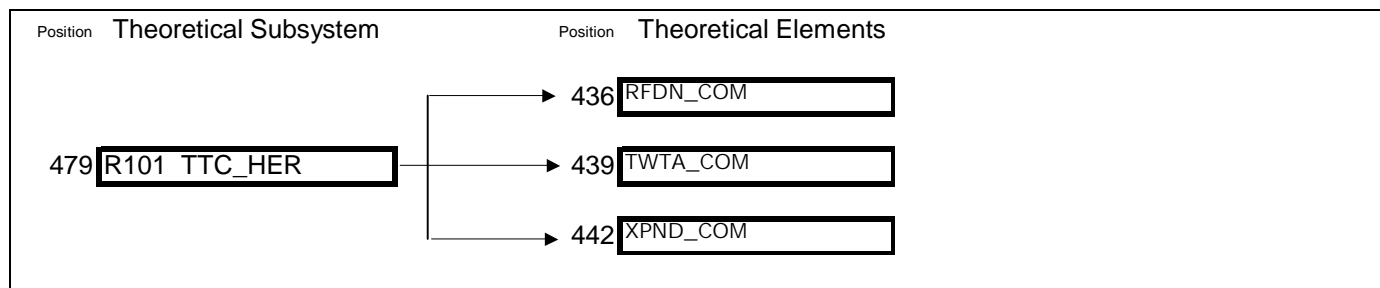 Position Theoretical Subsystem Position Theoretical Elements
436 RFDN_COM
479 R101 TTC_HER 439 TWTA_COM
442 XPND_COM